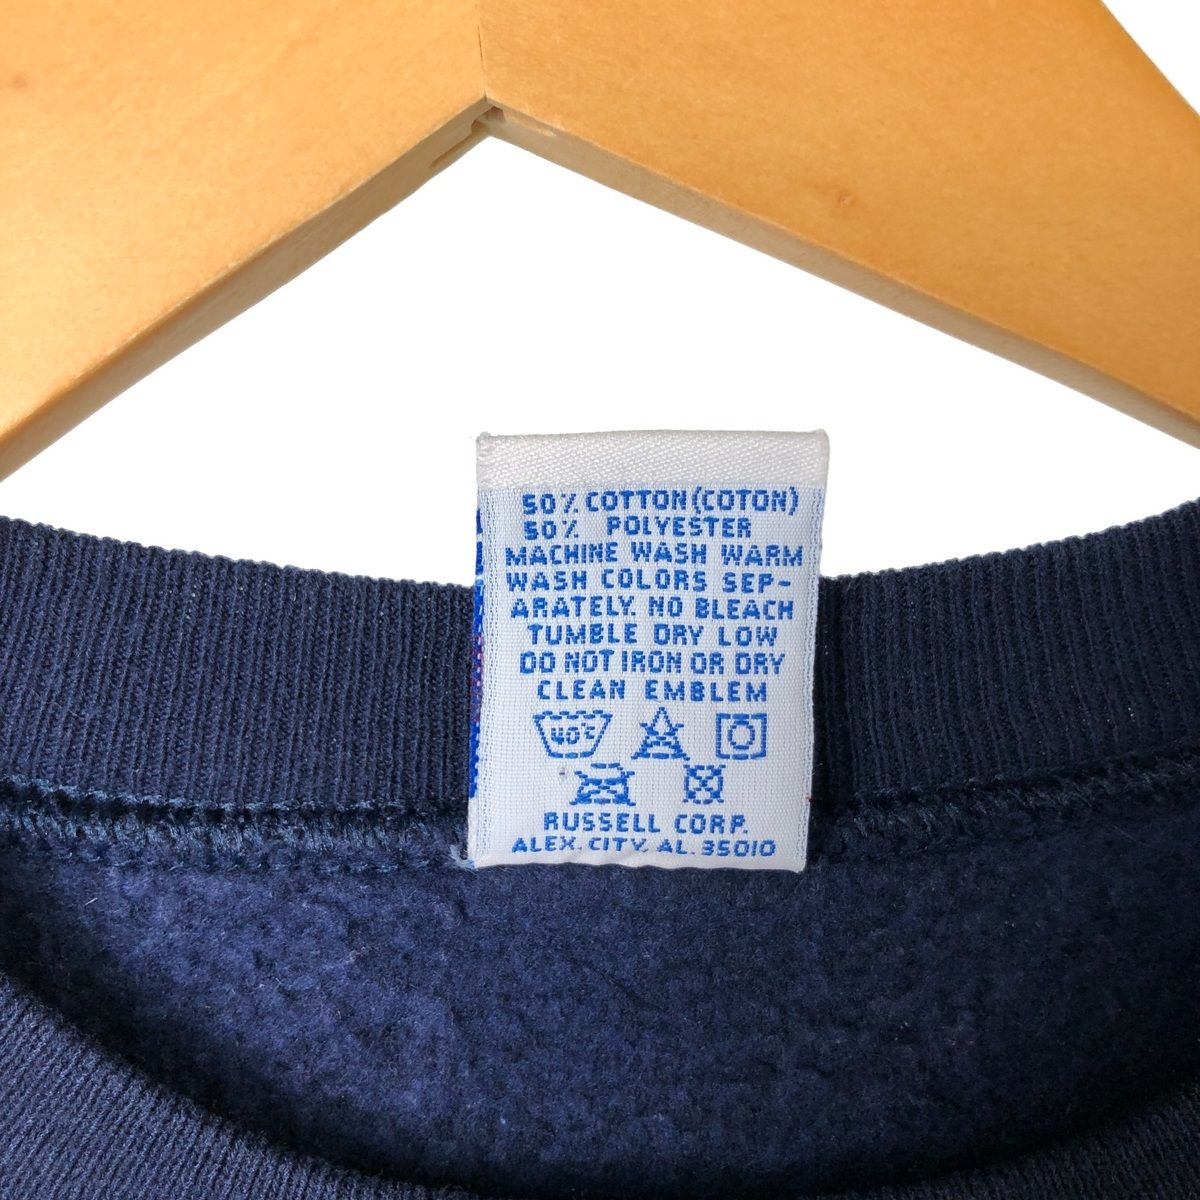 50% COTTON(COTON)
50% POLYESTER
MACHINE WASH WARM
WASH COLORS SEP-
ARATELY. NO BLEACH
TUMBLE DRY LOW
DO NOT IRON OR DRY
CLEAN EMBLEM
40°C
RUSSELL CORP.
ALEX. CITY, AL. 35010